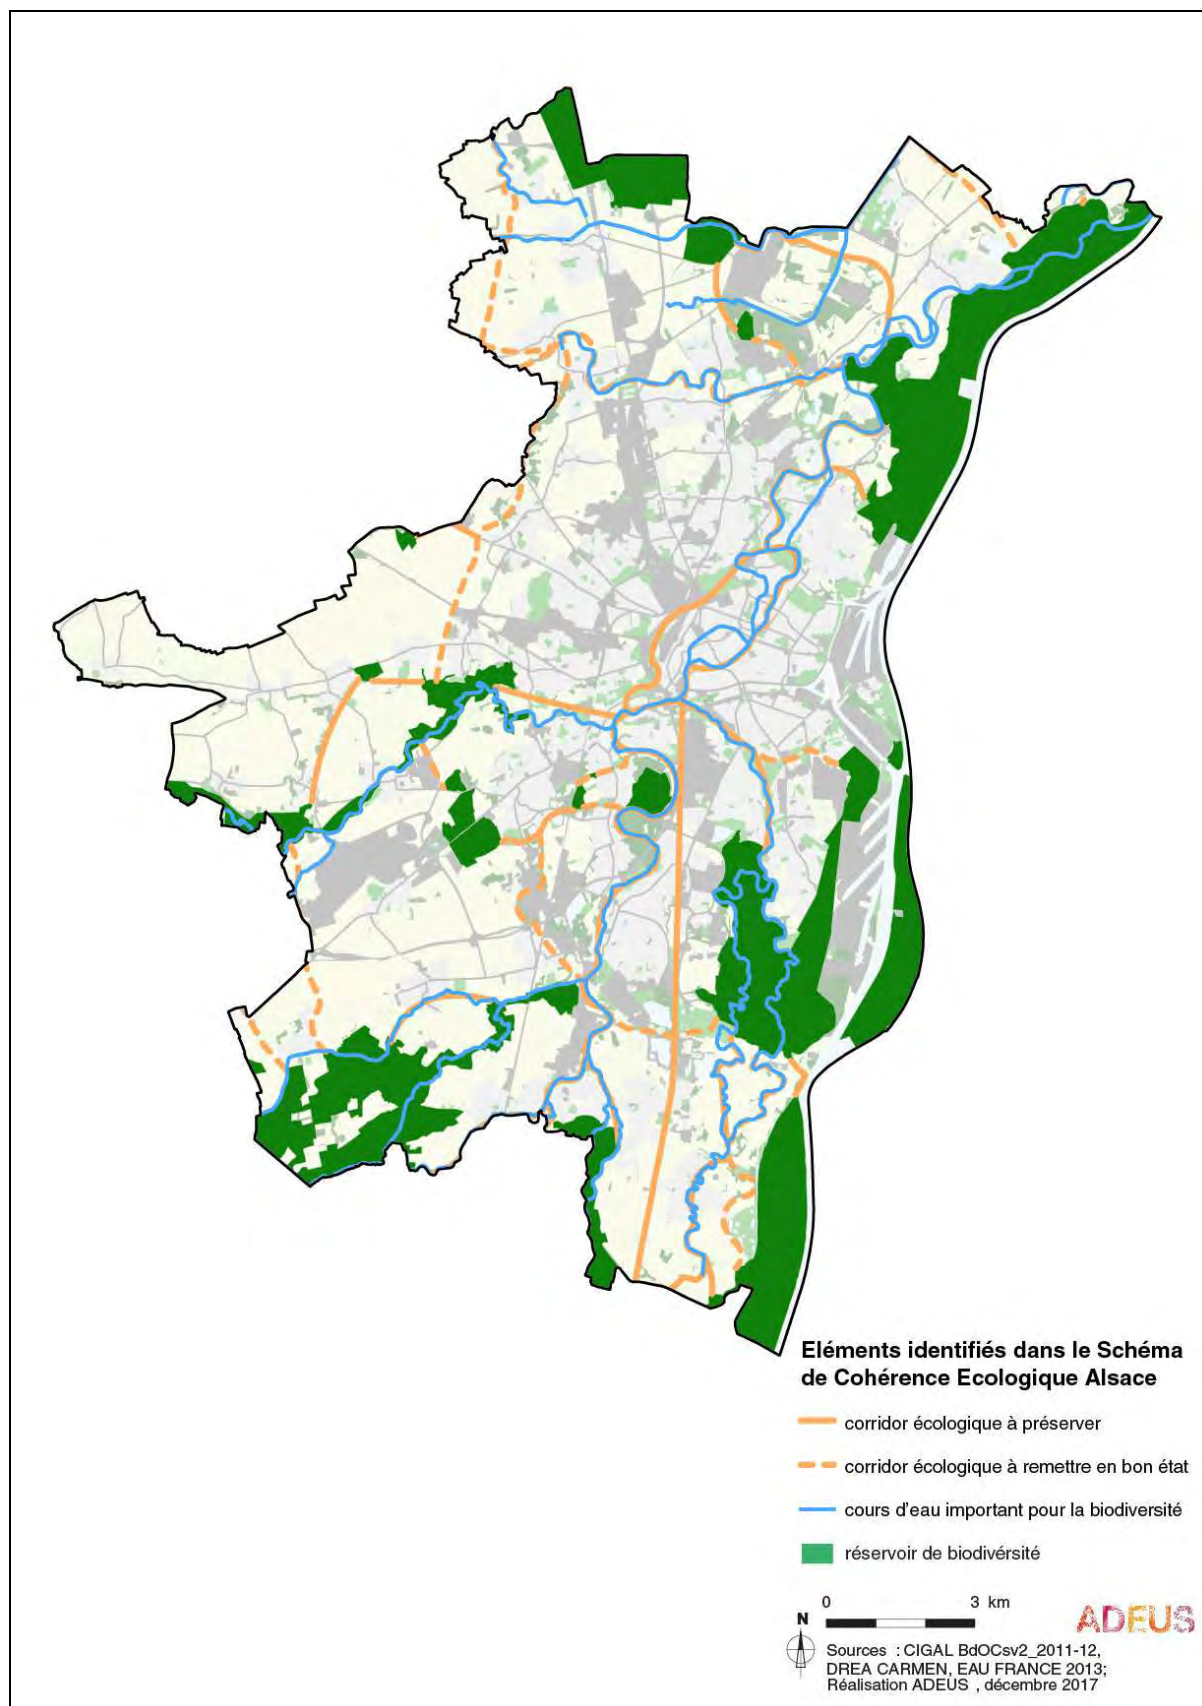 Eléments identifiés dans le Schéma
de Cohérence Ecologique Alsace
corridor écologique à préserver
corridor écologique à remettre en bon état
cours d'eau important pour la biodiversité
réservoir de biodivérsité
0 3 km
N
ADEUS
Sources : CIGAL BdOCsv2_2011-12,
DREA CARMEN, EAU FRANCE 2013;
Réalisation ADEUS , décembre 2017